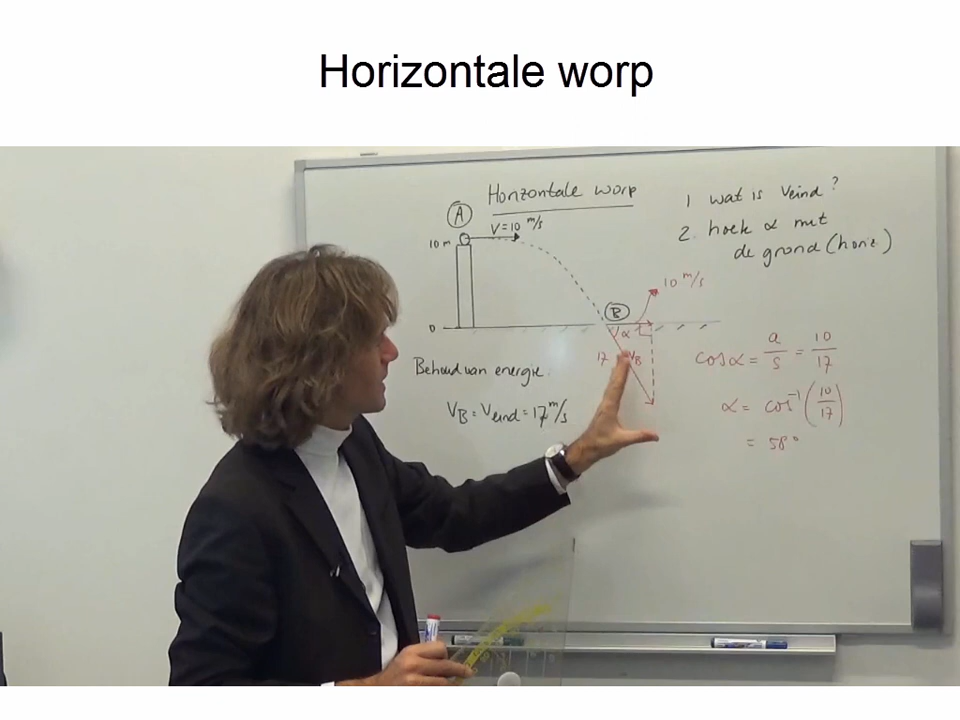 Horizontale worp
Horizontale worp
A
V = 10 m/s
10 m
0
B
1 wat is Veind?
2. hoek α met
de grond (horiz.)
10 m/s
α
17
VB
Behoud van energie.
VB = Veind = 17 m/s
cos α = a/s = 10/17
α = cos⁻¹ (10/17)
= 58°